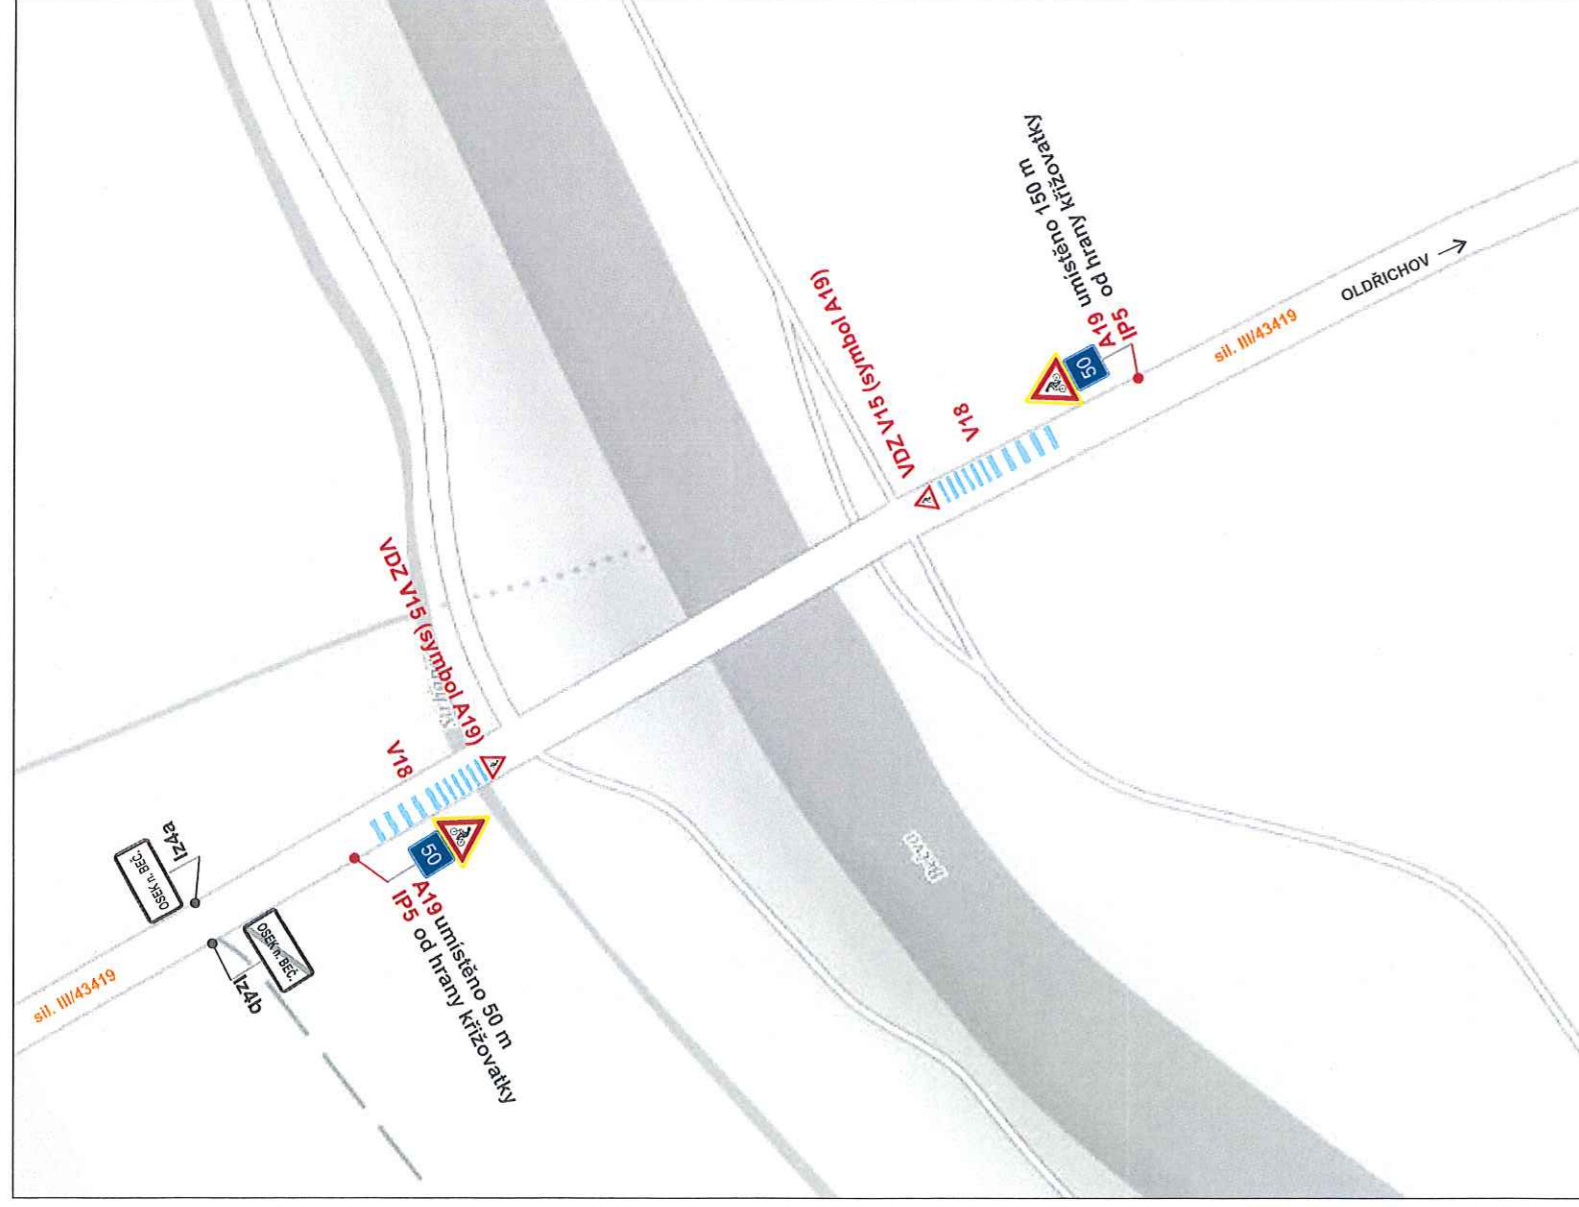 A19 umístěno 150 m
IP5 od hrany křižovatky
50
VDZ V15 (symbol A19)
V18
OLDŘICHOV
sil. III/43419
VDZ V15 (symbol A19)
V18
50
A19 umístěno 50 m
IP5 od hrany křižovatky
Bečva
IZ4a
OSEK n. BEČ.
OSEK n. BEČ.
IZ4b
sil. III/43419